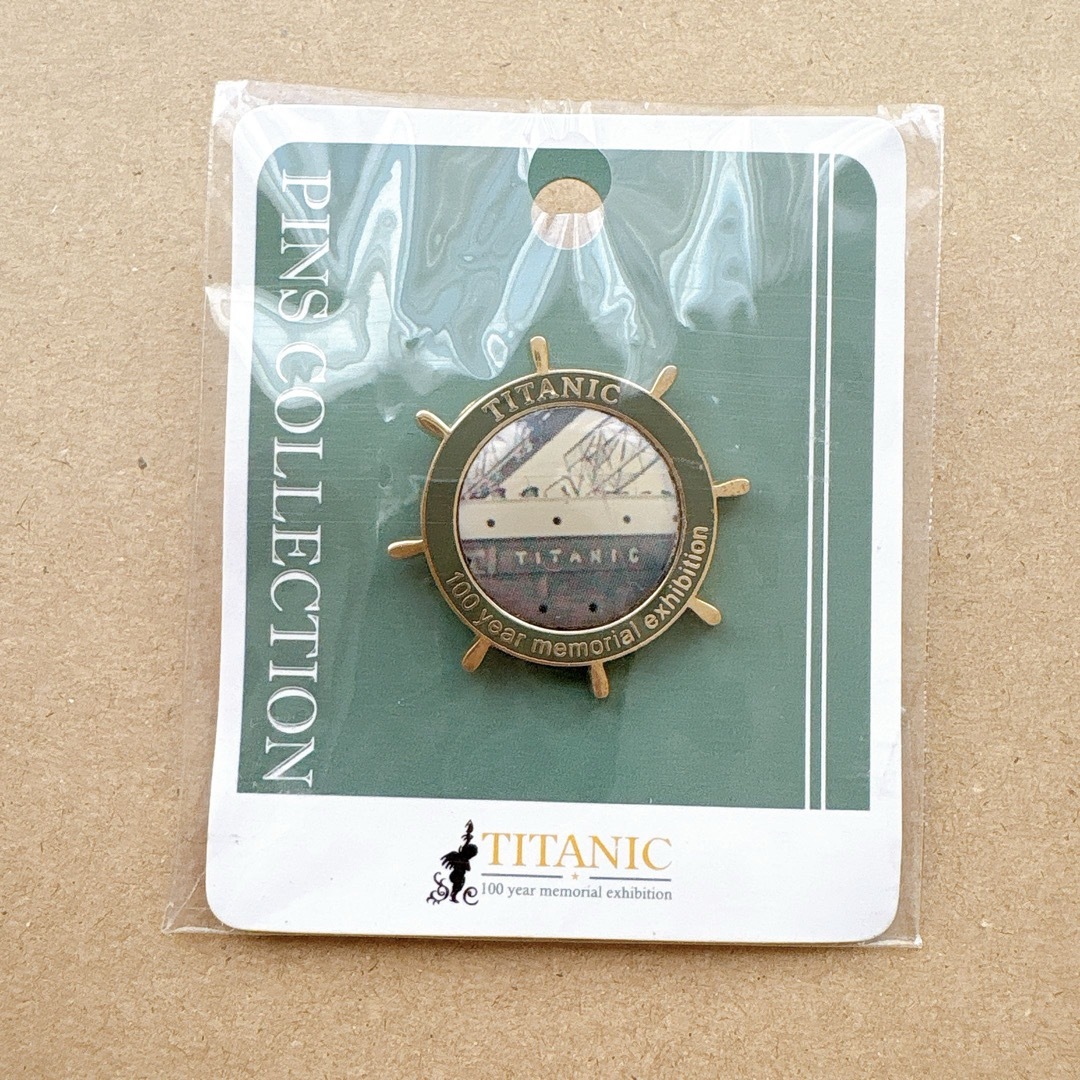 PINS COLLECTION
TITANIC
TITANIC
100 year memorial exhibition
TITANIC
100 year memorial exhibition